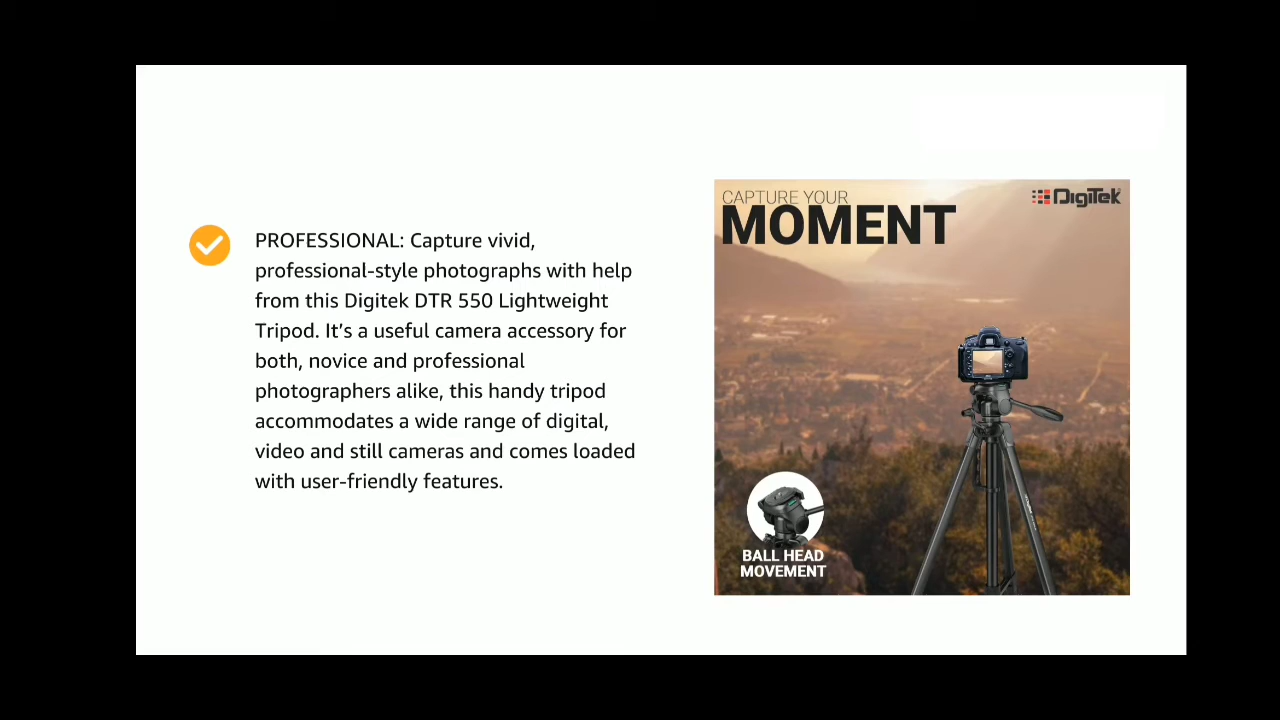 PROFESSIONAL: Capture vivid,
professional-style photographs with help
from this Digitek DTR 550 Lightweight
Tripod. It’s a useful camera accessory for
both, novice and professional
photographers alike, this handy tripod
accommodates a wide range of digital,
video and still cameras and comes loaded
with user-friendly features.
CAPTURE YOUR
MOMENT
DigiTek
BALL HEAD
MOVEMENT